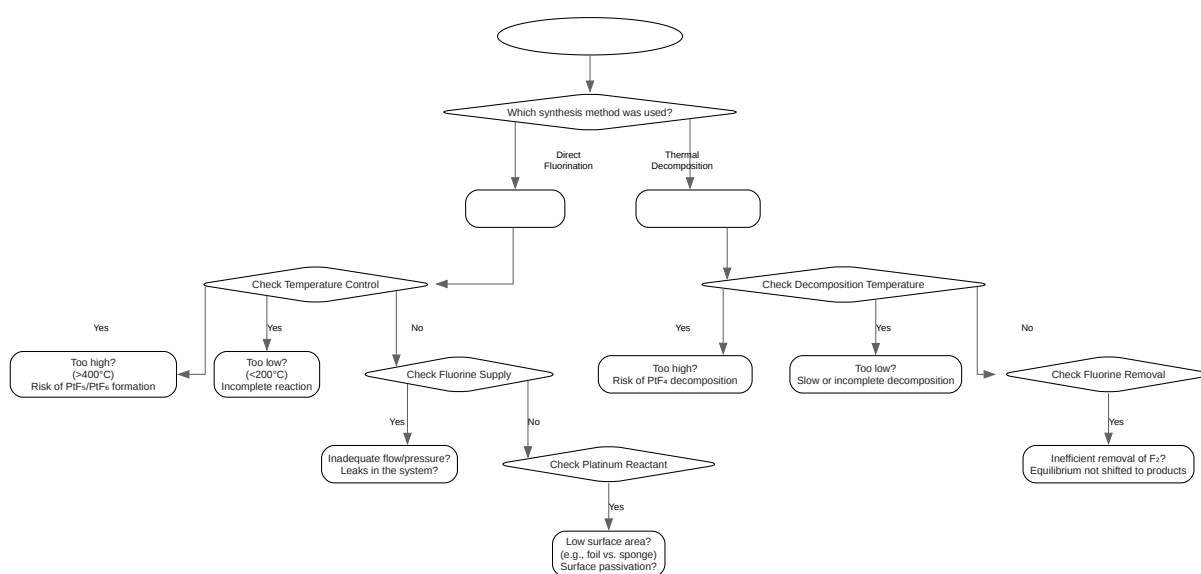 Which synthesis method was used?
Direct
Fluorination
Thermal
Decomposition
Check Temperature Control
Check Decomposition Temperature
Yes
Yes
No
Yes
Yes
No
Too high?
(>400°C)
Risk of PtF₅/PtF₆ formation
Too low?
(<200°C)
Incomplete reaction
Check Fluorine Supply
Too high?
Risk of PtF₄ decomposition
Too low?
Slow or incomplete decomposition
Check Fluorine Removal
Yes
No
Yes
Inadequate flow/pressure?
Leaks in the system?
Check Platinum Reactant
Inefficient removal of F₂?
Equilibrium not shifted to products
Yes
Low surface area?
(e.g., foil vs. sponge)
Surface passivation?